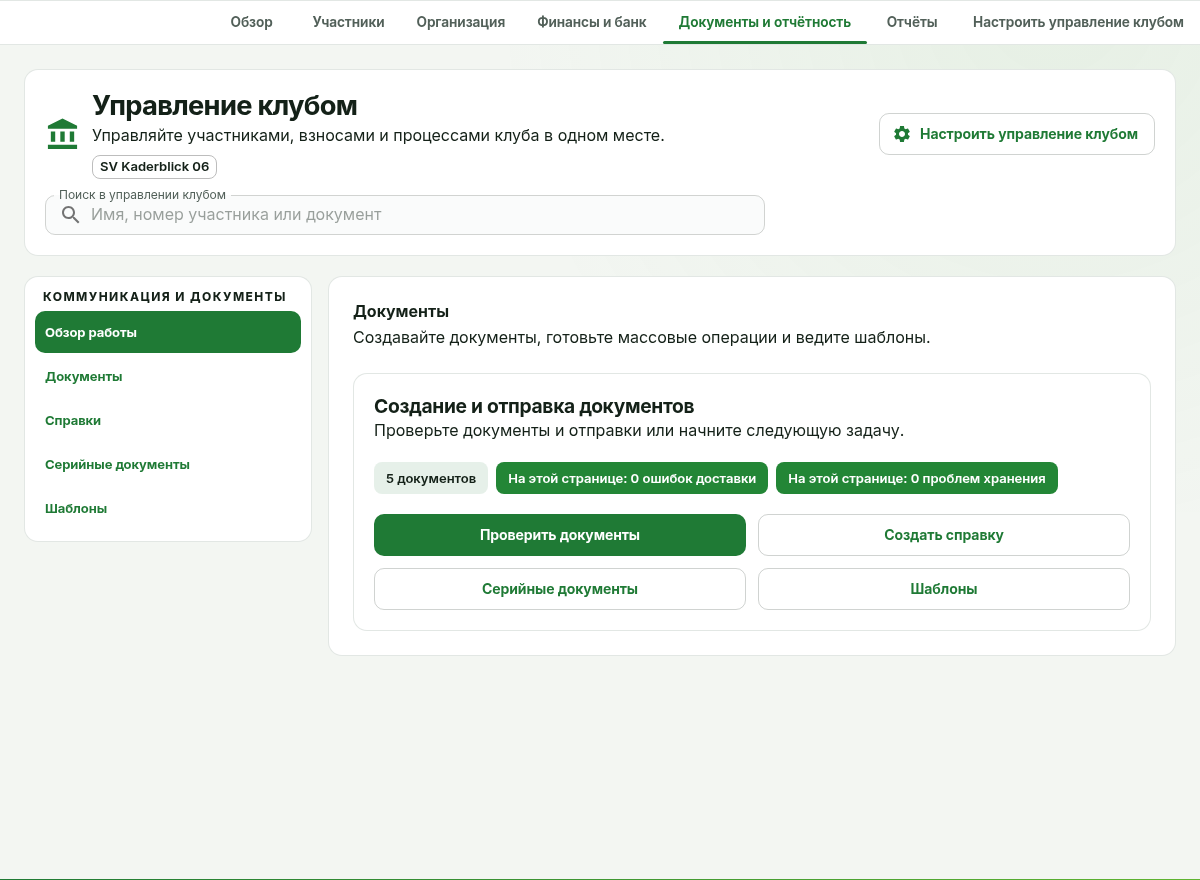 Обзор
Участники
Организация
Финансы и банк
Документы и отчётность
Отчёты
Настроить управление клубом
Управление клубом
Управляйте участниками, взносами и процессами клуба в одном месте.
SV Kaderblick 06
Настроить управление клубом
Поиск в управлении клубом
Имя, номер участника или документ
КОММУНИКАЦИЯ И ДОКУМЕНТЫ
Обзор работы
Документы
Справки
Серийные документы
Шаблоны
Документы
Создавайте документы, готовьте массовые операции и ведите шаблоны.
Создание и отправка документов
Проверьте документы и отправки или начните следующую задачу.
5 документов
На этой странице: 0 ошибок доставки
На этой странице: 0 проблем хранения
Проверить документы
Создать справку
Серийные документы
Шаблоны